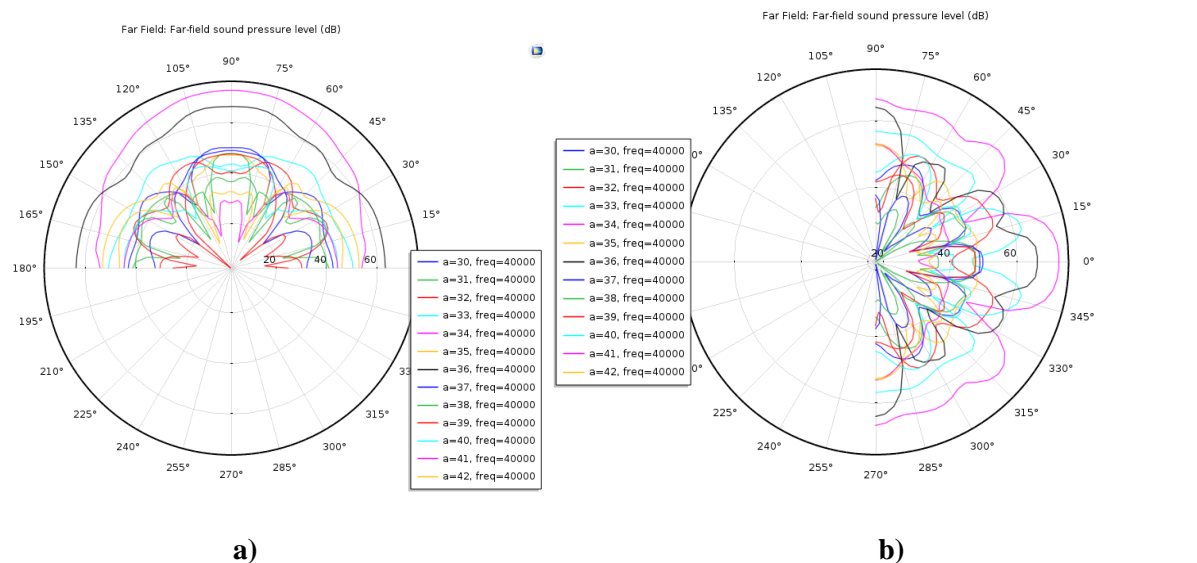 Far Field: Far-field sound pressure level (dB)
90°
105°
75°
120°
60°
135°
45°
150°
30°
165°
15°
180°
20
40
60
195°
210°
33
225°
315°
240°
300°
255°
285°
270°
a=30, freq=40000
a=31, freq=40000
a=32, freq=40000
a=33, freq=40000
a=34, freq=40000
a=35, freq=40000
a=36, freq=40000
a=37, freq=40000
a=38, freq=40000
a=39, freq=40000
a=40, freq=40000
a=41, freq=40000
a=42, freq=40000
a)
Far Field: Far-field sound pressure level (dB)
90°
105°
75°
120°
60°
135°
45°
0°
30°
15°
20
40
60
0°
345°
0°
330°
225°
315°
240°
300°
255°
285°
270°
a=30, freq=40000
a=31, freq=40000
a=32, freq=40000
a=33, freq=40000
a=34, freq=40000
a=35, freq=40000
a=36, freq=40000
a=37, freq=40000
a=38, freq=40000
a=39, freq=40000
a=40, freq=40000
a=41, freq=40000
a=42, freq=40000
b)